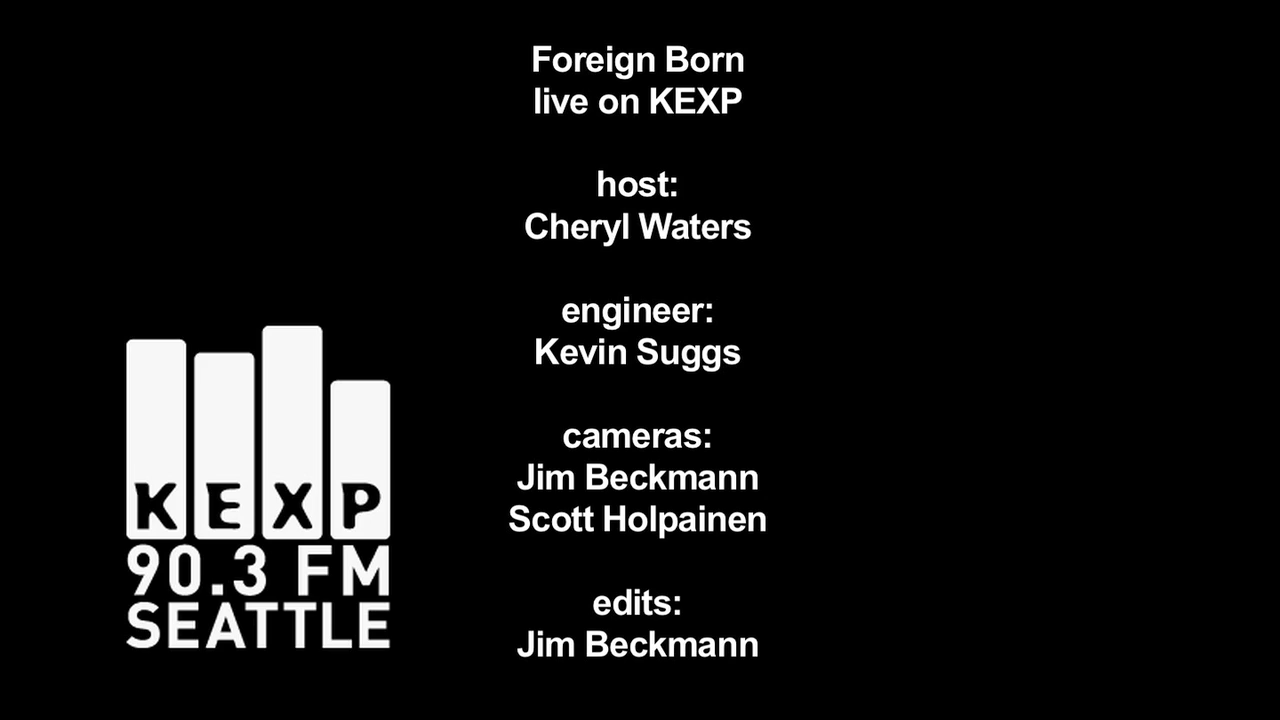 Foreign Born
live on KEXP
host:
Cheryl Waters
engineer:
Kevin Suggs
cameras:
Jim Beckmann
Scott Holpainen
edits:
Jim Beckmann
KEXP
90.3 FM
SEATTLE